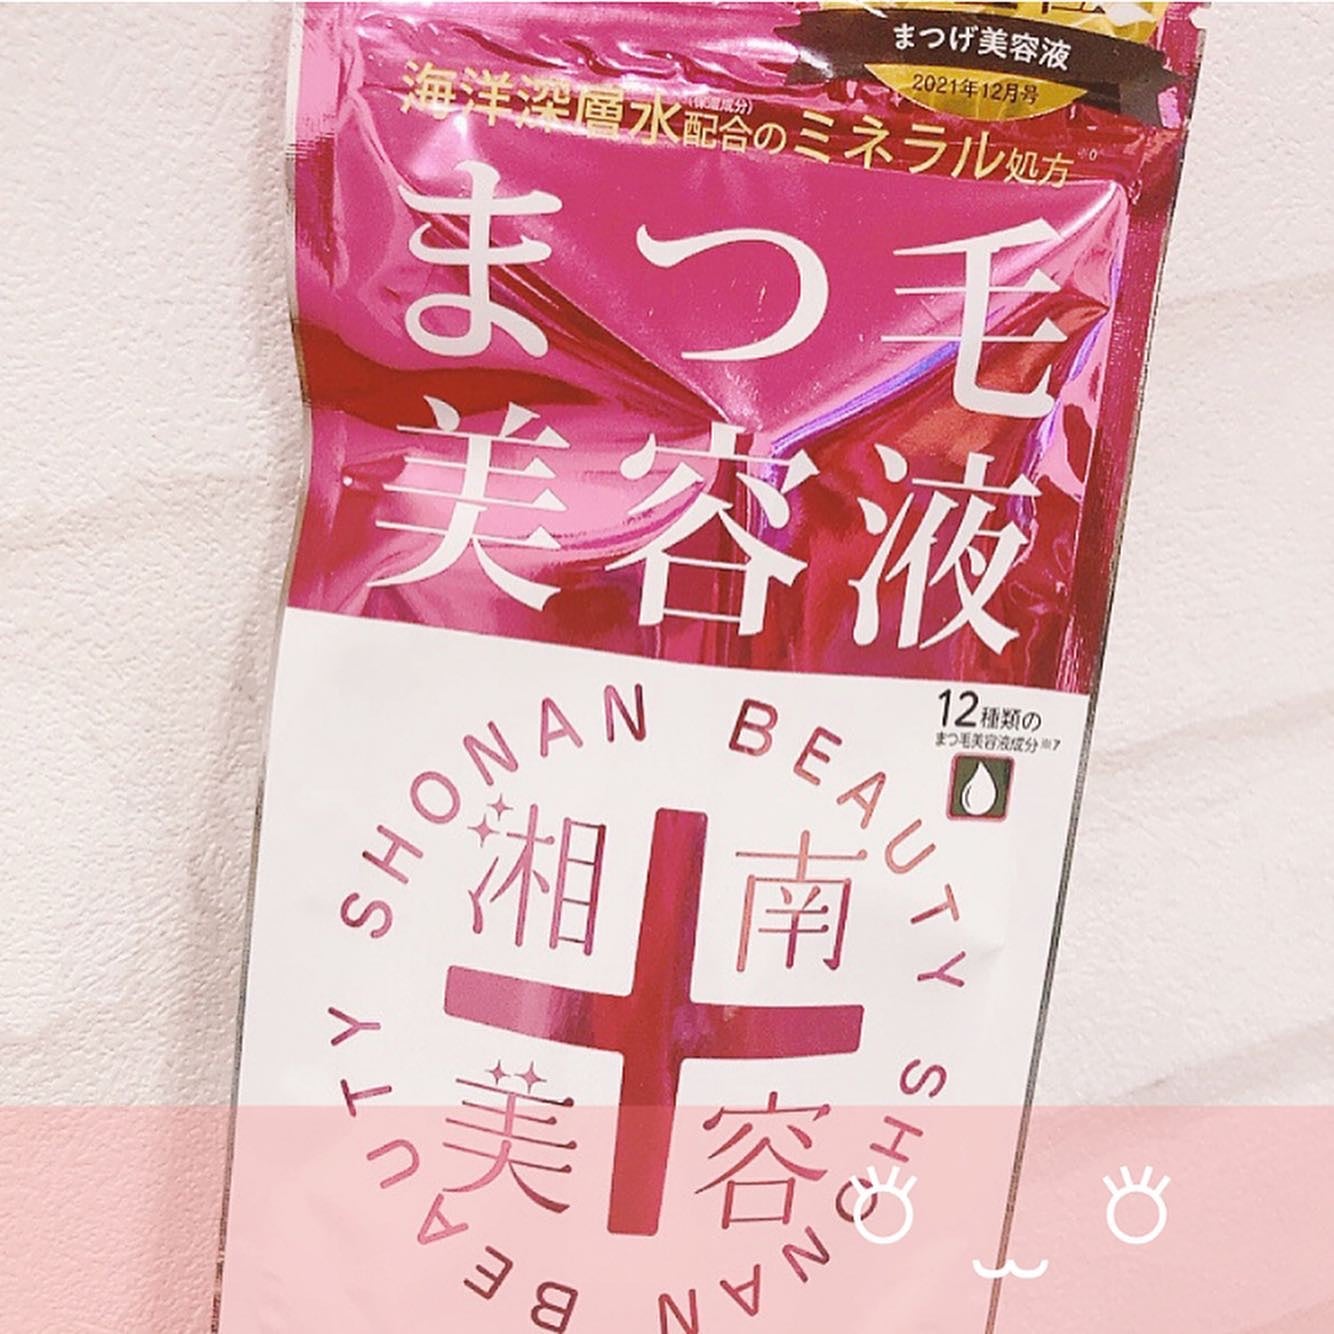 まつげ美容液
2021年12月号
海洋深層水(保湿成分)配合のミネラル処方
まつ毛
美容液
12種類の
まつ毛美容液成分※7
SHONAN BEAUTY SHONAN BEAUTY
湘南
美容